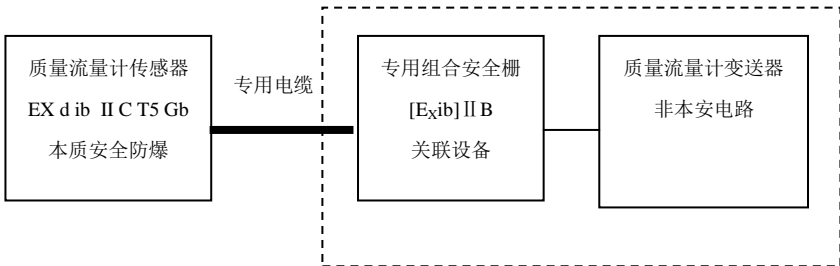 质量流量计传感器
EX d ib II C T5 Gb
本质安全防爆
专用电缆
专用组合安全栅
[EXib]ⅡB
关联设备
质量流量计变送器
非本安电路